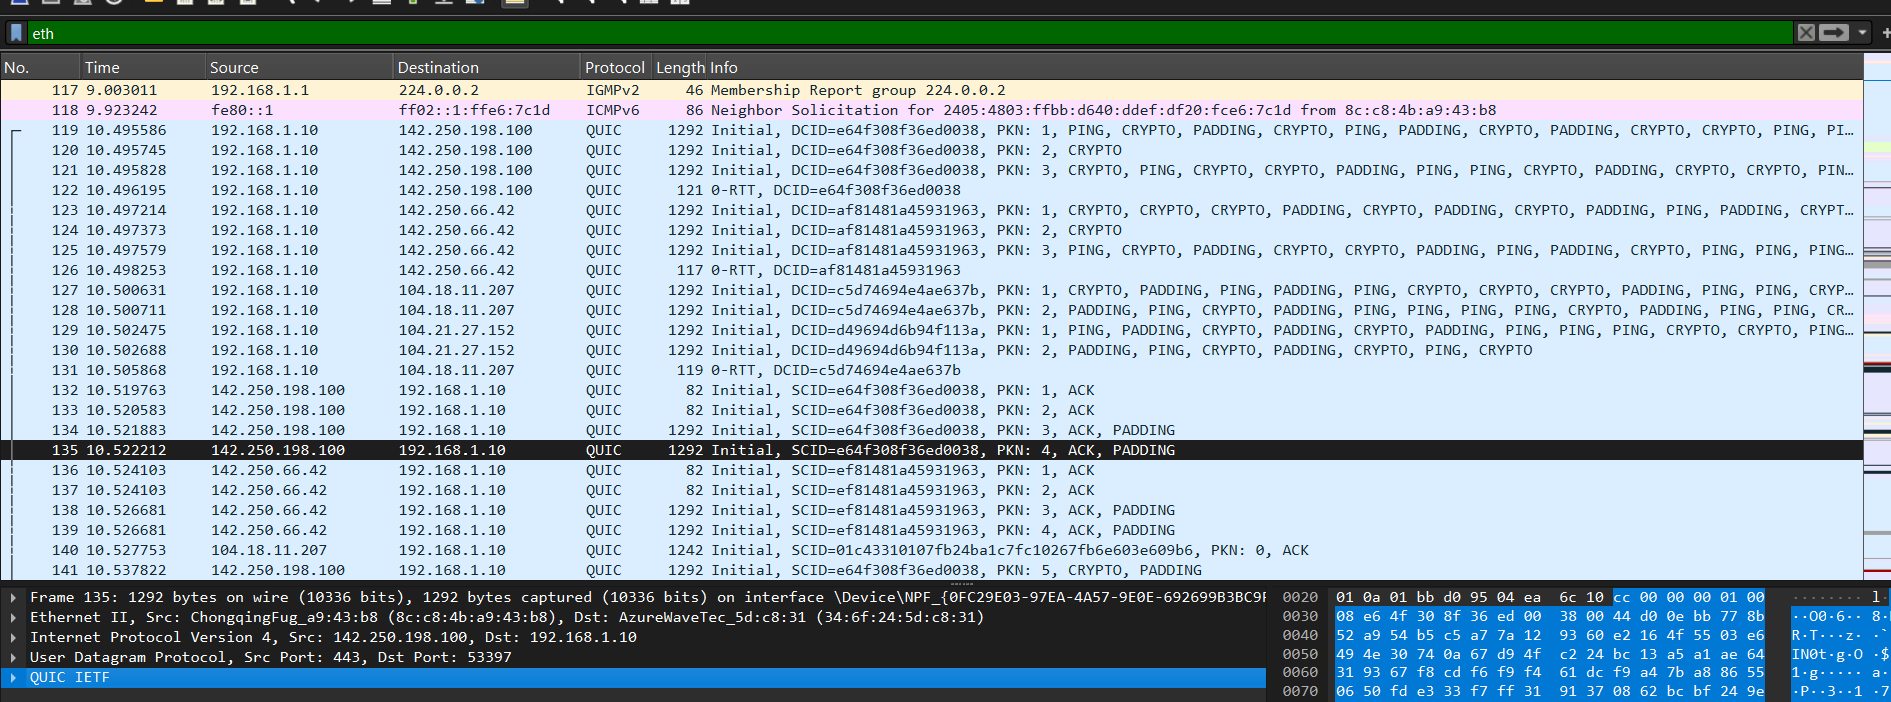 eth
No. Time Source Destination Protocol Length Info
117 9.003011 192.168.1.1 224.0.0.2 IGMPv2 46 Membership Report group 224.0.0.2
118 9.923242 fe80::1 ff02::1:ffe6:7c1d ICMPv6 86 Neighbor Solicitation for 2405:4803:ffbb:d640:ddef:df20:fce6:7c1d from 8c:c8:4b:a9:43:b8
119 10.495586 192.168.1.10 142.250.198.100 QUIC 1292 Initial, DCID=e64f308f36ed0038, PKN: 1, PING, CRYPTO, PADDING, CRYPTO, PING, PADDING, CRYPTO, PADDING, CRYPTO, CRYPTO, PING, PI…
120 10.495745 192.168.1.10 142.250.198.100 QUIC 1292 Initial, DCID=e64f308f36ed0038, PKN: 2, CRYPTO
121 10.495828 192.168.1.10 142.250.198.100 QUIC 1292 Initial, DCID=e64f308f36ed0038, PKN: 3, CRYPTO, PING, CRYPTO, CRYPTO, PADDING, PING, PING, CRYPTO, PADDING, CRYPTO, CRYPTO, PIN…
122 10.496195 192.168.1.10 142.250.198.100 QUIC 121 0-RTT, DCID=e64f308f36ed0038
123 10.497214 192.168.1.10 142.250.66.42 QUIC 1292 Initial, DCID=af81481a45931963, PKN: 1, CRYPTO, CRYPTO, CRYPTO, PADDING, CRYPTO, PADDING, CRYPTO, PADDING, PING, PADDING, CRYPT…
124 10.497373 192.168.1.10 142.250.66.42 QUIC 1292 Initial, DCID=af81481a45931963, PKN: 2, CRYPTO
125 10.497579 192.168.1.10 142.250.66.42 QUIC 1292 Initial, DCID=af81481a45931963, PKN: 3, PING, CRYPTO, PADDING, CRYPTO, CRYPTO, PADDING, PING, PADDING, CRYPTO, PING, PING, PING…
126 10.498253 192.168.1.10 142.250.66.42 QUIC 117 0-RTT, DCID=af81481a45931963
127 10.500631 192.168.1.10 104.18.11.207 QUIC 1292 Initial, DCID=c5d74694e4ae637b, PKN: 1, CRYPTO, PADDING, PING, PADDING, PING, CRYPTO, CRYPTO, CRYPTO, PADDING, PING, PING, CRYP…
128 10.500711 192.168.1.10 104.18.11.207 QUIC 1292 Initial, DCID=c5d74694e4ae637b, PKN: 2, PADDING, PING, CRYPTO, PADDING, PING, PING, PING, PING, CRYPTO, PADDING, PING, PING, CR…
129 10.502475 192.168.1.10 104.21.27.152 QUIC 1292 Initial, DCID=d49694d6b94f113a, PKN: 1, PING, PADDING, CRYPTO, PADDING, CRYPTO, PADDING, PING, PING, PING, CRYPTO, CRYPTO, PING…
130 10.502688 192.168.1.10 104.21.27.152 QUIC 1292 Initial, DCID=d49694d6b94f113a, PKN: 2, PADDING, PING, CRYPTO, PADDING, CRYPTO, PING, CRYPTO
131 10.505868 192.168.1.10 104.18.11.207 QUIC 119 0-RTT, DCID=c5d74694e4ae637b
132 10.519763 142.250.198.100 192.168.1.10 QUIC 82 Initial, SCID=e64f308f36ed0038, PKN: 1, ACK
133 10.520583 142.250.198.100 192.168.1.10 QUIC 82 Initial, SCID=e64f308f36ed0038, PKN: 2, ACK
134 10.521883 142.250.198.100 192.168.1.10 QUIC 1292 Initial, SCID=e64f308f36ed0038, PKN: 3, ACK, PADDING
135 10.522212 142.250.198.100 192.168.1.10 QUIC 1292 Initial, SCID=e64f308f36ed0038, PKN: 4, ACK, PADDING
136 10.524103 142.250.66.42 192.168.1.10 QUIC 82 Initial, SCID=ef81481a45931963, PKN: 1, ACK
137 10.524103 142.250.66.42 192.168.1.10 QUIC 82 Initial, SCID=ef81481a45931963, PKN: 2, ACK
138 10.526681 142.250.66.42 192.168.1.10 QUIC 1292 Initial, SCID=ef81481a45931963, PKN: 3, ACK, PADDING
139 10.526681 142.250.66.42 192.168.1.10 QUIC 1292 Initial, SCID=ef81481a45931963, PKN: 4, ACK, PADDING
140 10.527753 104.18.11.207 192.168.1.10 QUIC 1242 Initial, SCID=01c43310107fb24ba1c7fc10267fb6e603e609b6, PKN: 0, ACK
141 10.537822 142.250.198.100 192.168.1.10 QUIC 1292 Initial, SCID=e64f308f36ed0038, PKN: 5, CRYPTO, PADDING
Frame 135: 1292 bytes on wire (10336 bits), 1292 bytes captured (10336 bits) on interface \Device\NPF_{0FC29E03-97EA-4A57-9E0E-692699B3BC9F
Ethernet II, Src: ChongqingFug_a9:43:b8 (8c:c8:4b:a9:43:b8), Dst: AzureWaveTec_5d:c8:31 (34:6f:24:5d:c8:31)
Internet Protocol Version 4, Src: 142.250.198.100, Dst: 192.168.1.10
User Datagram Protocol, Src Port: 443, Dst Port: 53397
QUIC IETF
0020 01 0a 01 bb d0 95 04 ea 6c 10 cc 00 00 00 01 00 ········ l·
0030 08 e6 4f 30 8f 36 ed 00 38 00 44 d0 0e bb 77 8b ··O0·6·· 8·
0040 52 a9 54 b5 c5 a7 7a 12 93 60 e2 16 4f 55 03 e6 R·T···z· ·`
0050 49 4e 30 74 0a 67 d9 4f c2 24 bc 13 a5 a1 ae 64 IN0t·g·O ·$
0060 31 93 67 f8 cd f6 f9 f4 61 dc f9 a4 7b a8 86 55 1·g····· a·
0070 06 50 fd e3 33 f7 ff 31 91 37 08 62 bc bf 24 9e ·P··3··1 ·7